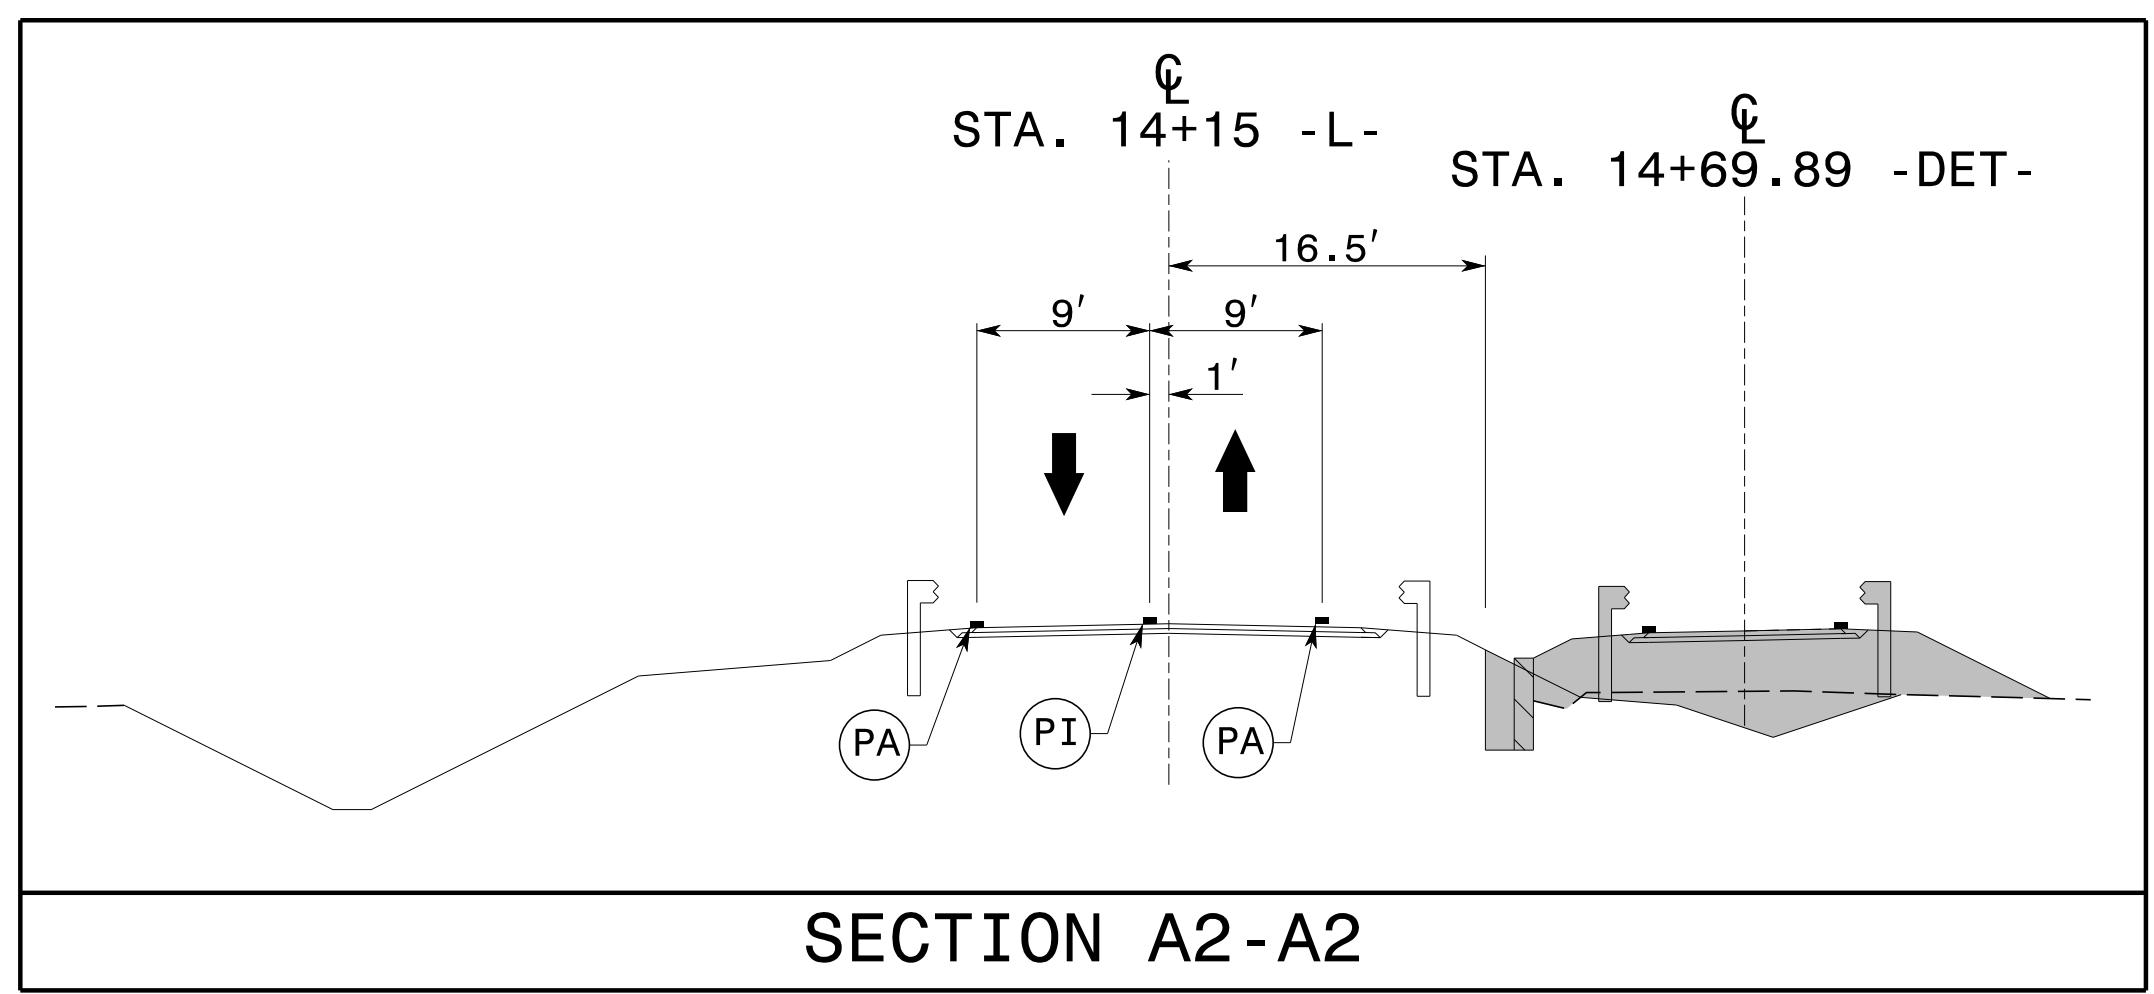 ℄
STA. 14+15 -L-
℄
STA. 14+69.89 -DET-
16.5′
9′ 9′
1′
PA PI PA
SECTION A2-A2